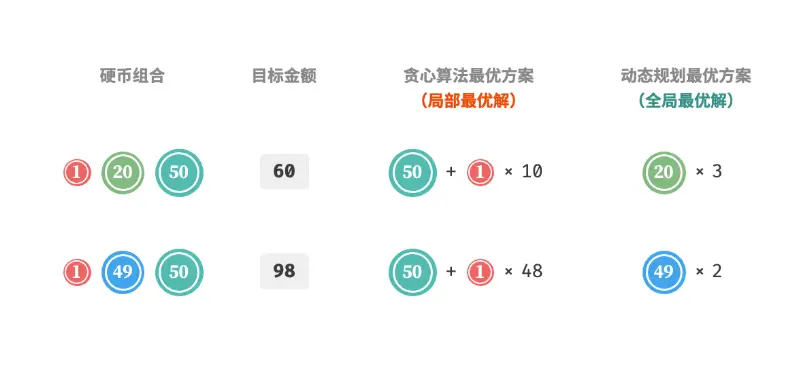 硬币组合 目标金额 贪心算法最优方案 动态规划最优方案
（局部最优解） （全局最优解）
1 20 50 60 50 + 1 × 10 20 × 3
1 49 50 98 50 + 1 × 48 49 × 2